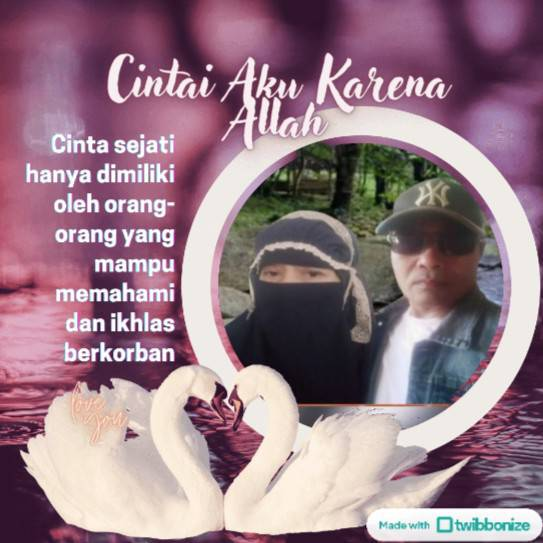 Cintai Aku Karena
Allah
Cinta sejati
hanya dimiliki
oleh orang-
orang yang
mampu
memahami
dan ikhlas
berkorban
love
you
NY
Made with twibbonize